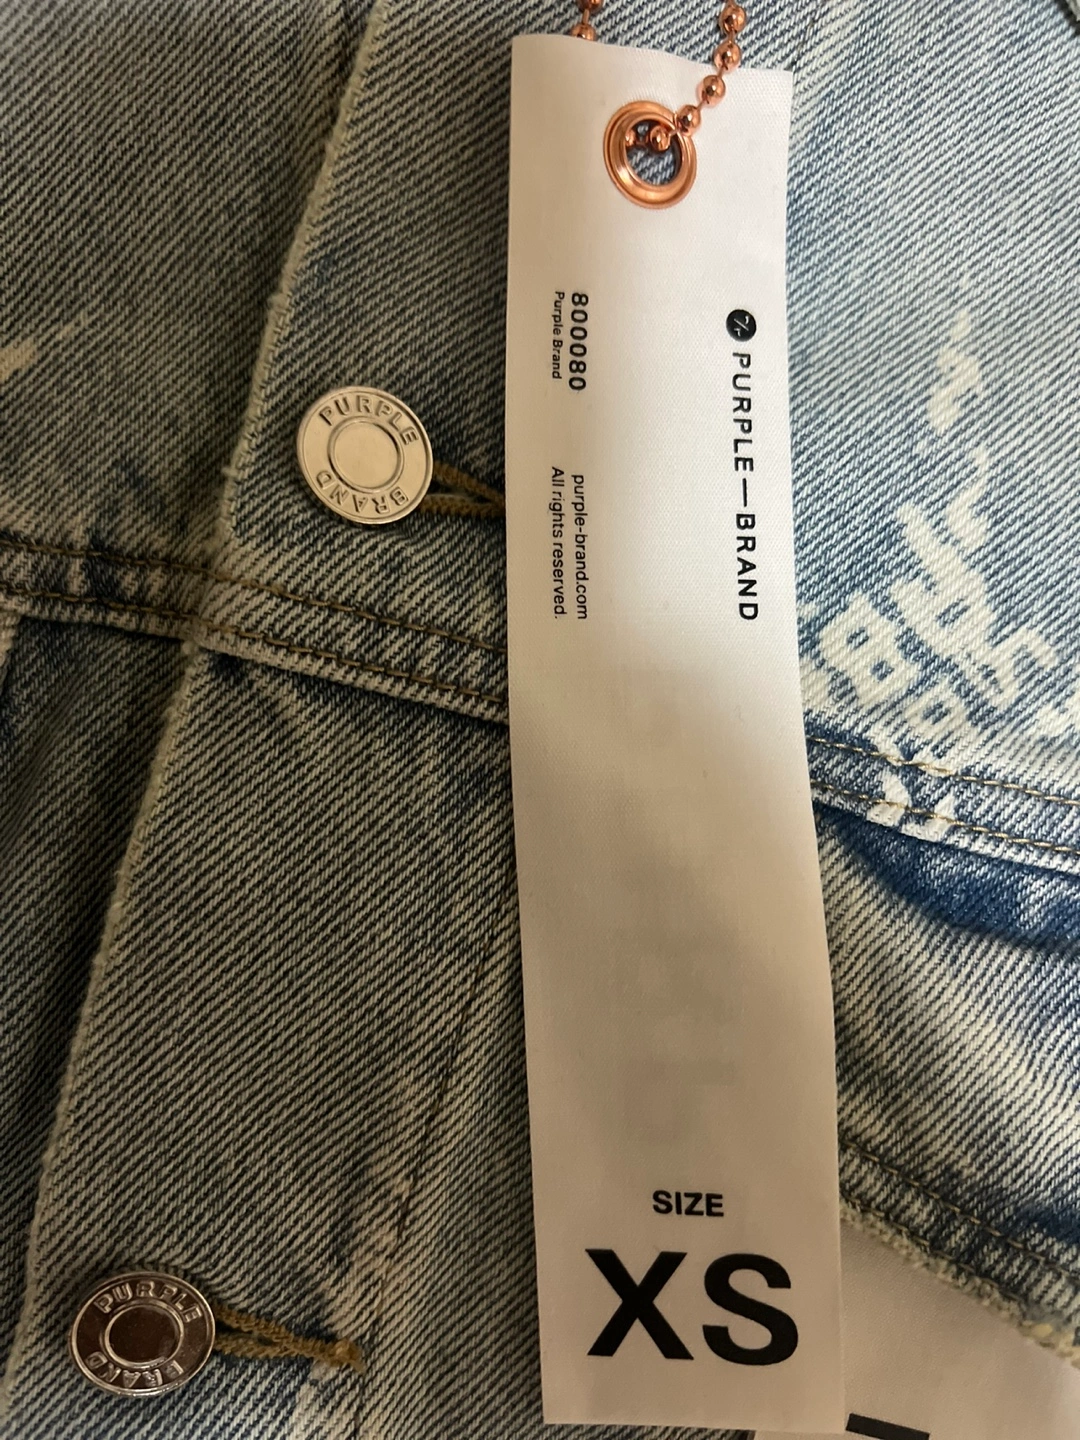 PURPLE—BRAND
800080
Purple Brand
purple-brand.com
All rights reserved.
SIZE
XS
PURPLE
BRAND
PURPLE
BRAND